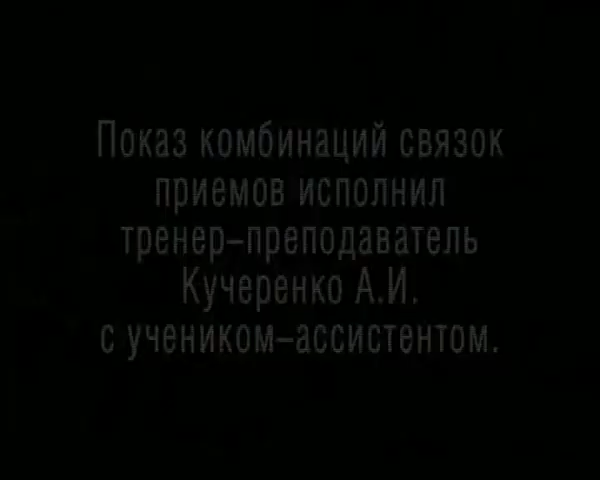 Показ комбинаций связок
приемов исполнил
тренер–преподаватель
Кучеренко А.И.
с учеником–ассистентом.